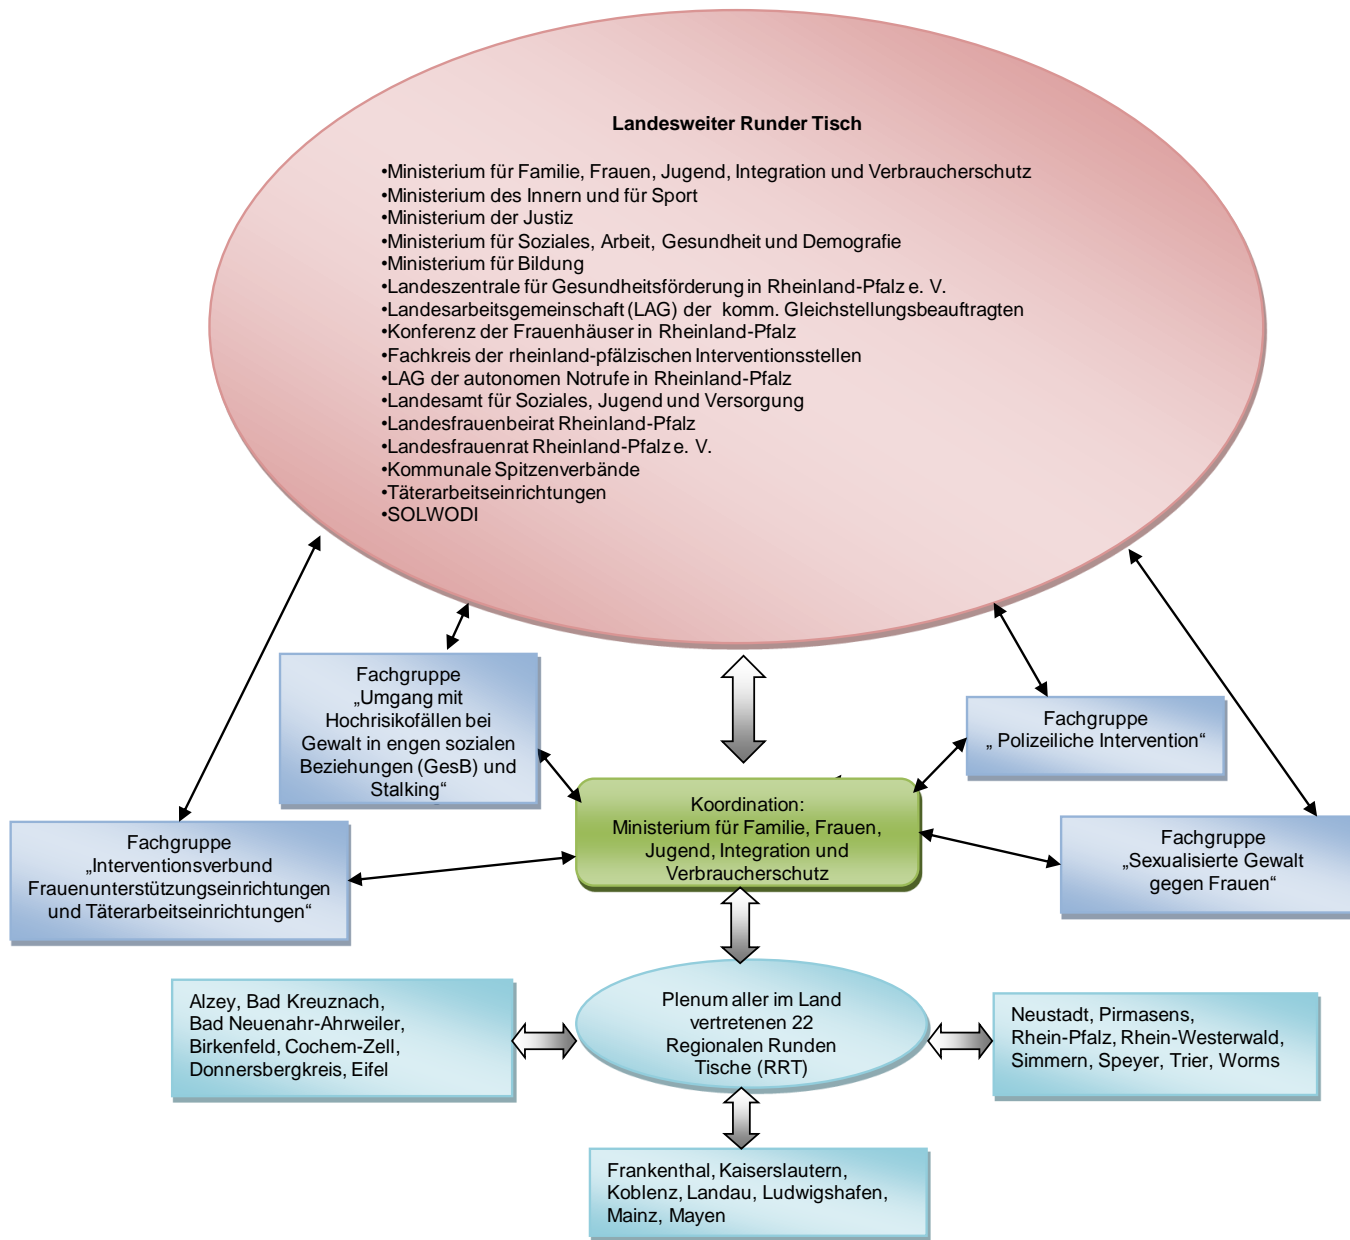 Landesweiter Runder Tisch
•Ministerium für Familie, Frauen, Jugend, Integration und Verbraucherschutz
•Ministerium des Innern und für Sport
•Ministerium der Justiz
•Ministerium für Soziales, Arbeit, Gesundheit und Demografie
•Ministerium für Bildung
•Landeszentrale für Gesundheitsförderung in Rheinland-Pfalz e. V.
•Landesarbeitsgemeinschaft (LAG) der komm. Gleichstellungsbeauftragten
•Konferenz der Frauenhäuser in Rheinland-Pfalz
•Fachkreis der rheinland-pfälzischen Interventionsstellen
•LAG der autonomen Notrufe in Rheinland-Pfalz
•Landesamt für Soziales, Jugend und Versorgung
•Landesfrauenbeirat Rheinland-Pfalz
•Landesfrauenrat Rheinland-Pfalz e. V.
•Kommunale Spitzenverbände
•Täterarbeitseinrichtungen
•SOLWODI
Fachgruppe
„Umgang mit
Hochrisikofällen bei
Gewalt in engen sozialen
Beziehungen (GesB) und
Stalking“
Fachgruppe
„ Polizeiliche Intervention“
Fachgruppe
„Interventionsverbund
Frauenunterstützungseinrichtungen
und Täterarbeitseinrichtungen“
Koordination:
Ministerium für Familie, Frauen,
Jugend, Integration und
Verbraucherschutz
Fachgruppe
„Sexualisierte Gewalt
gegen Frauen“
Alzey, Bad Kreuznach,
Bad Neuenahr-Ahrweiler,
Birkenfeld, Cochem-Zell,
Donnersbergkreis, Eifel
Plenum aller im Land
vertretenen 22
Regionalen Runden
Tische (RRT)
Neustadt, Pirmasens,
Rhein-Pfalz, Rhein-Westerwald,
Simmern, Speyer, Trier, Worms
Frankenthal, Kaiserslautern,
Koblenz, Landau, Ludwigshafen,
Mainz, Mayen